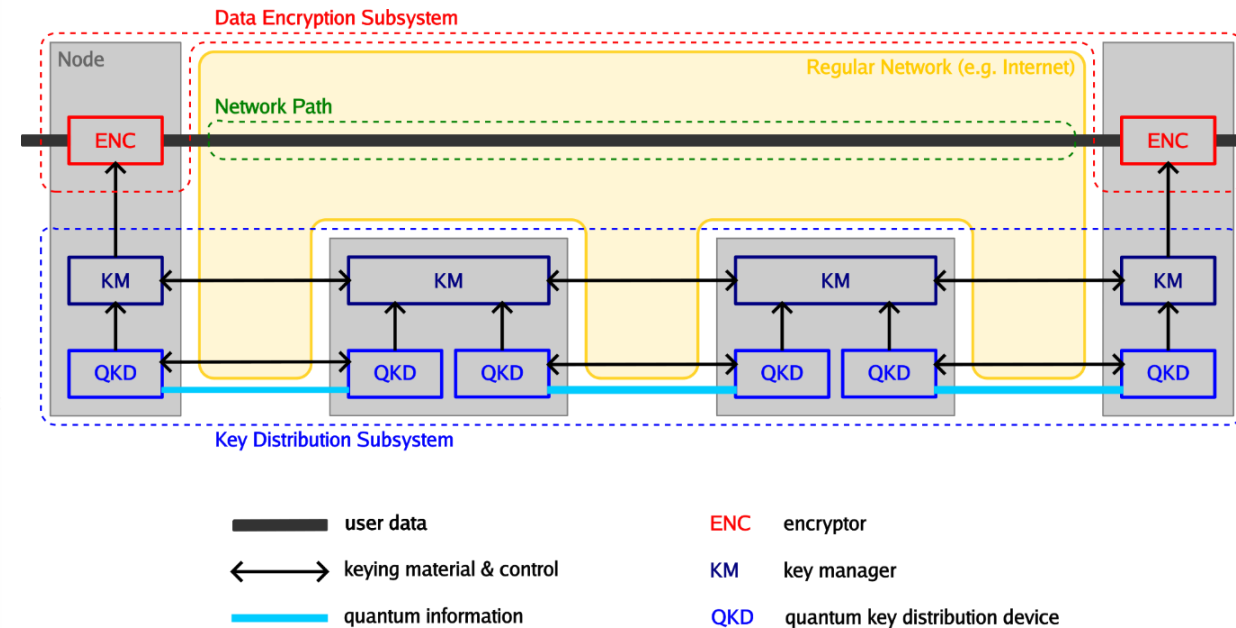 Data Encryption Subsystem
Node
Regular Network (e.g. Internet)
Network Path
ENC
ENC
KM
KM
KM
KM
QKD
QKD
QKD
QKD
QKD
QKD
Key Distribution Subsystem
user data
ENC encryptor
keying material & control
KM key manager
quantum information
QKD quantum key distribution device